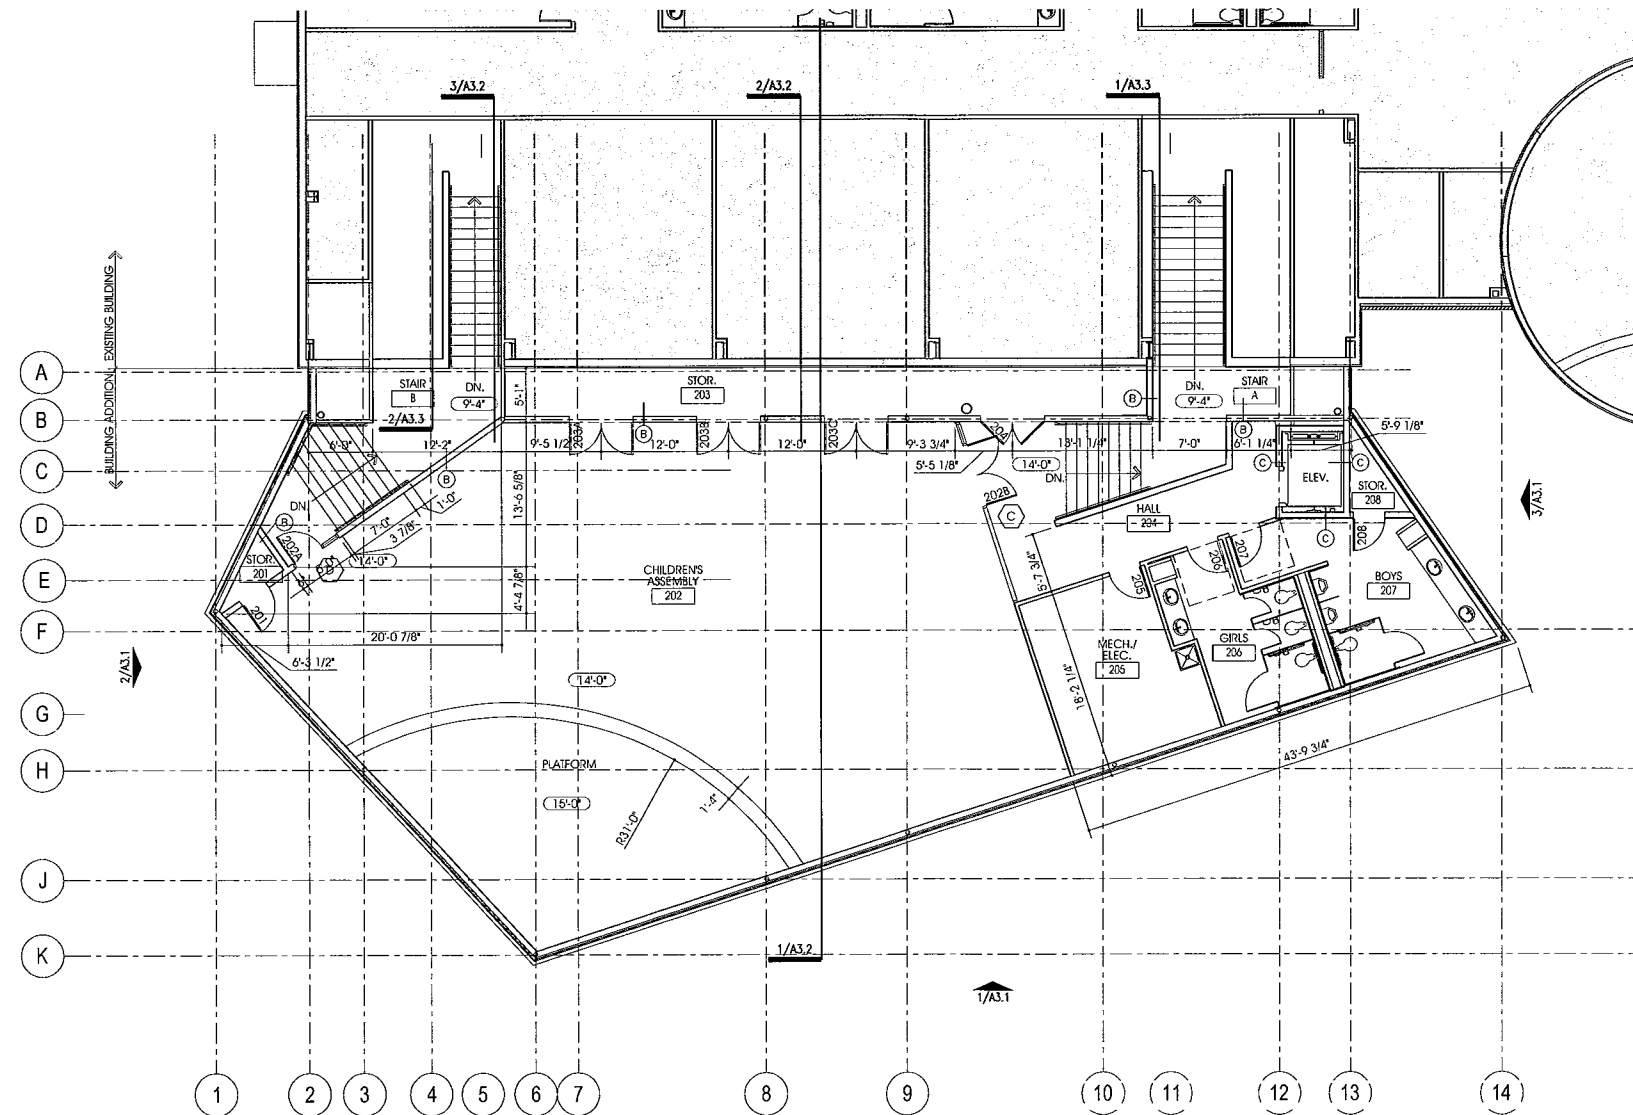 3/A3.2
2/A3.2
1/A3.3
BUILDING ADDITION
EXISTING BUILDING
A
B
C
D
E
F
G
H
J
K
STAIR
B
DN.
9'-4"
2/A3.3
5'-1"
STOR.
203
B
DN.
9'-4"
STAIR
A
6'-0"
12'-2"
9'-5 1/2"
203A
B
12'-0"
203B
12'-0"
203C
9'-3 3/4"
204
13'-1 1/4"
7'-0"
B
6'-1 1/4"
5'-9 1/8"
5'-5 1/8"
14'-0"
DN.
C
C
ELEV.
STOR.
208
DN.
B
1'-0"
13'-6 5/8"
202B
C
HALL
204
C
208
3/A3.1
B
7'-0"
3 7/8"
202A
14'-0"
STOR.
201
201
CHILDREN'S
ASSEMBLY
202
4'-4 7/8"
5'-7 3/4"
205
206
207
BOYS
207
20'-0 7/8"
6'-3 1/2"
2/A3.1
14'-0"
MECH./
ELEC.
205
GIRLS
206
18'-2 1/4"
43'-9 3/4"
PLATFORM
15'-0"
R31'-0"
1'-4"
1/A3.2
1/A3.1
1
2
3
4
5
6
7
8
9
10
11
12
13
14